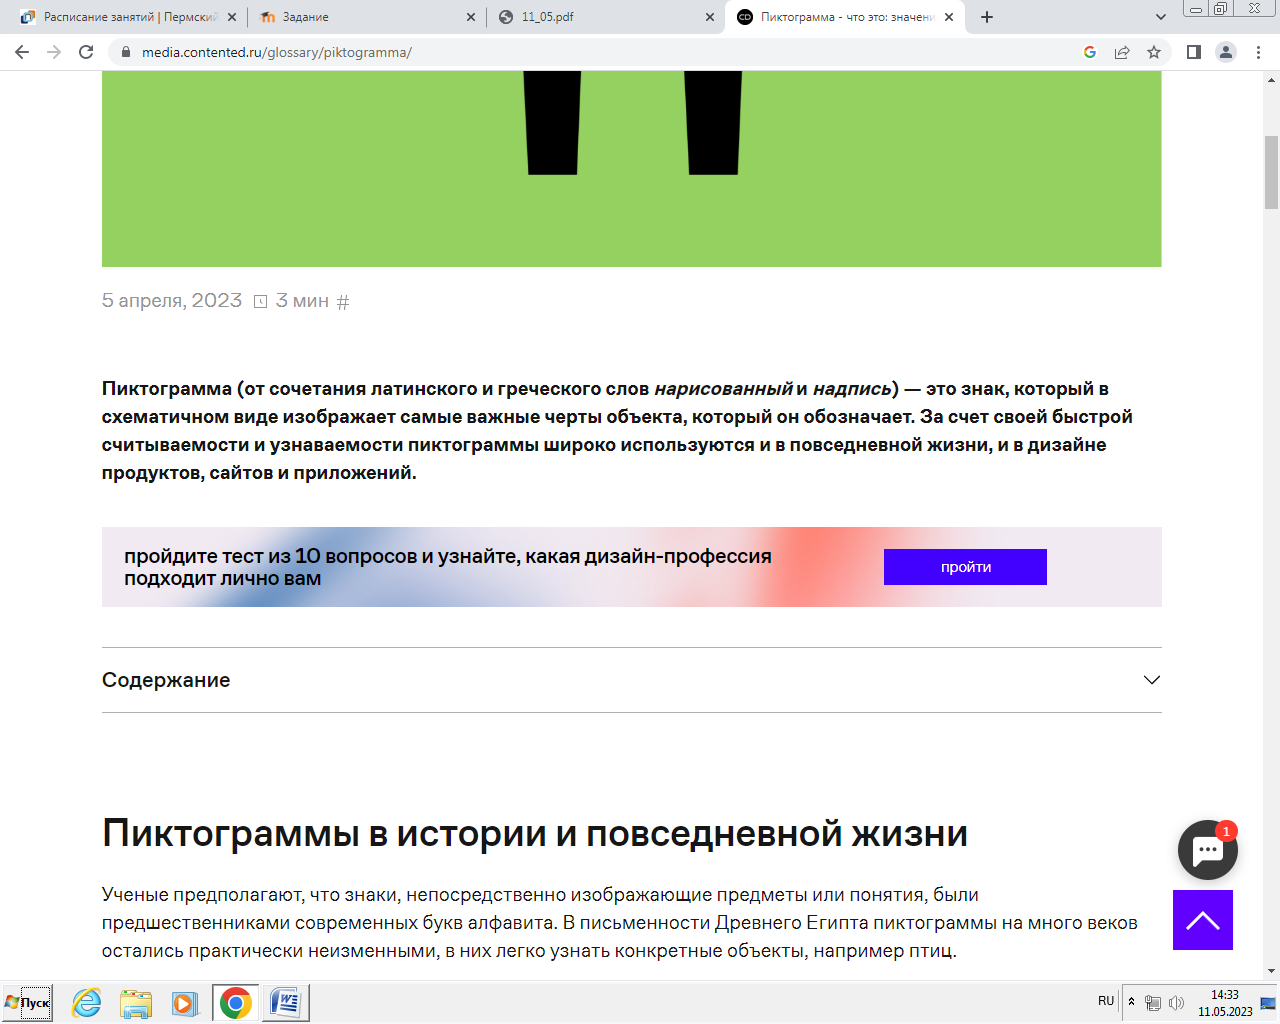 Расписание занятий | Пермский
Задание
11_05.pdf
Пиктограмма - что это: значени
media.contented.ru/glossary/piktogramma/
5 апреля, 2023 3 мин #
Пиктограмма (от сочетания латинского и греческого слов нарисованный и надпись) — это знак, который в
схематичном виде изображает самые важные черты объекта, который он обозначает. За счет своей быстрой
считываемости и узнаваемости пиктограммы широко используются и в повседневной жизни, и в дизайне
продуктов, сайтов и приложений.
пройдите тест из 10 вопросов и узнайте, какая дизайн-профессия
подходит лично вам
пройти
Содержание
Пиктограммы в истории и повседневной жизни
Ученые предполагают, что знаки, непосредственно изображающие предметы или понятия, были
предшественниками современных букв алфавита. В письменности Древнего Египта пиктограммы на много веков
остались практически неизменными, в них легко узнать конкретные объекты, например птиц.
1
Пуск
RU
14:33
11.05.2023